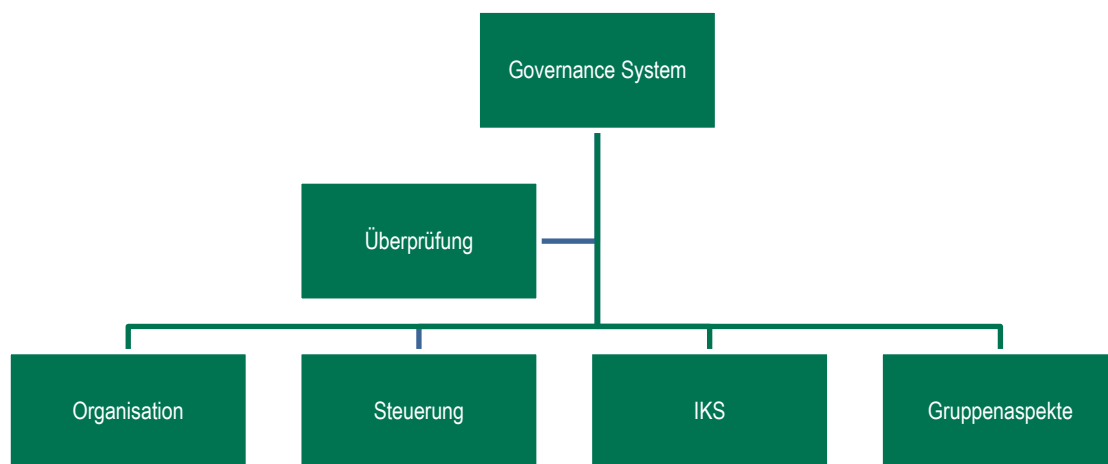 Governance System
Überprüfung
Organisation
Steuerung
IKS
Gruppenaspekte